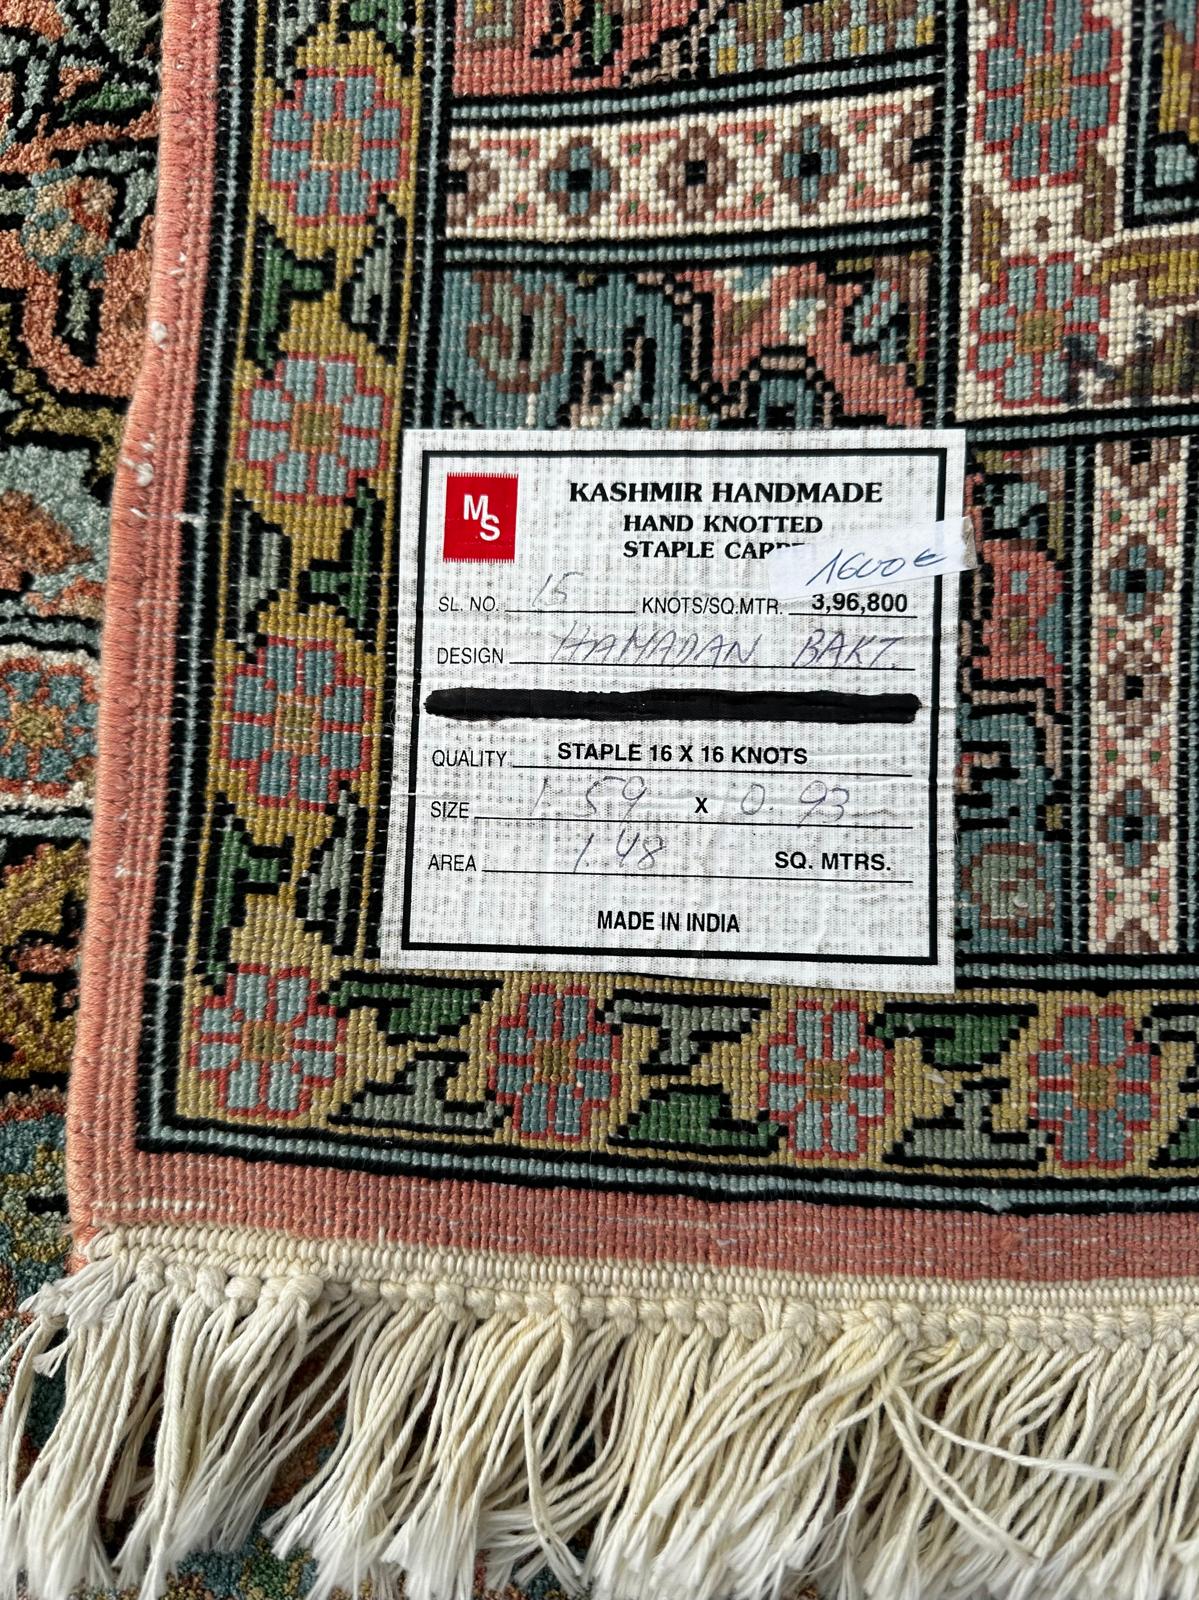 MS
KASHMIR HANDMADE
HAND KNOTTED
STAPLE
1600€
SL. NO. 15 KNOTS/SQ.MTR. 3,96,800
DESIGN HAMADAN BAKT.
QUALITY STAPLE 16 X 16 KNOTS
SIZE 1.59 X 0.93
AREA 1.48 SQ. MTRS.
MADE IN INDIA